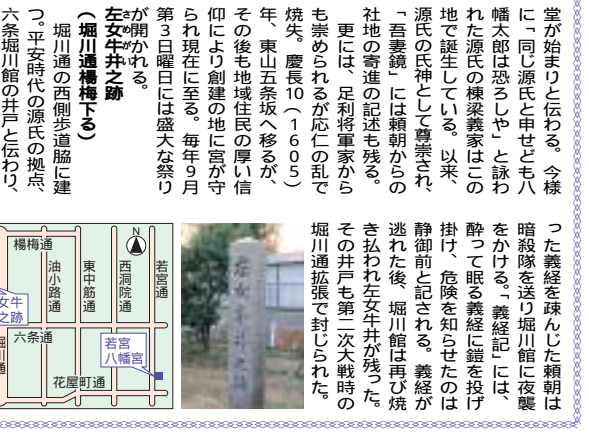 堂が始まりと伝わる。今様
に「同じ源氏と申せども八
幡太郎は恐ろしや」と詠わ
れた源氏の棟梁義家はこの
地で誕生している。以来、
源氏の氏神として尊崇され、
「吾妻鏡」には頼朝からの
社地の寄進の記述も残る。
更には、足利将軍家から
も崇められるが応仁の乱で
焼失。慶長10(1605)
年、東山五条坂へ移るが、
その後も地域住民の厚い信
仰により創建の地に宮が守
られ現在に至る。毎年9月
第3日曜日には盛大な祭り
が開かれる。
左女牛井之跡
さめがい
(堀川通楊梅下る)
堀川通の西側歩道脇に建
つ。平安時代の源氏の拠点、
六条堀川館の井戸と伝わり、
った義経を疎んじた頼朝は
暗殺隊を送り堀川館に夜襲
をかける。「義経記」には、
酔って眠る義経に鎧を投げ
掛け、危険を知らせたのは
静御前と記される。義経が
逃れた後、堀川館は再び焼
き払われ左女牛井が残った。
その井戸も第二次大戦時の
堀川通拡張で封じられた。
左女牛井之跡
N
楊梅通
油小路通
東中筋通
西洞院通
若宮通
女牛
之跡
六条通
堀川通
若宮
八幡宮
花屋町通